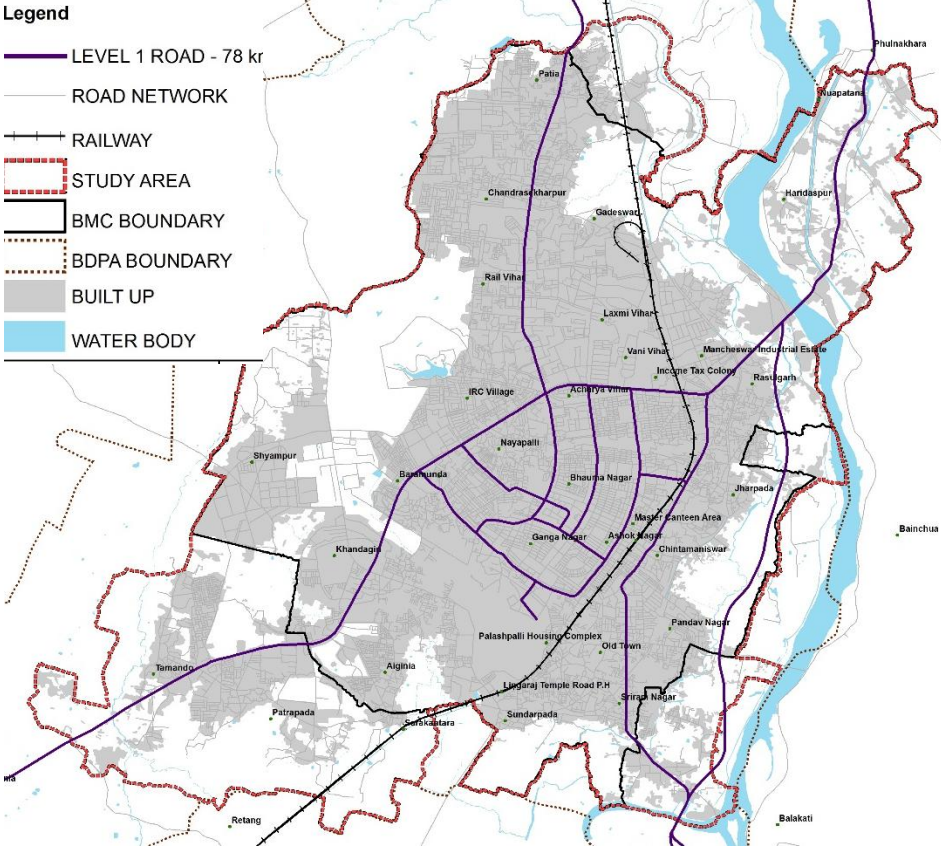 Legend
LEVEL 1 ROAD - 78 kr
ROAD NETWORK
RAILWAY
STUDY AREA
BMC BOUNDARY
BDPA BOUNDARY
BUILT UP
WATER BODY
Phulnakhara
Patia
Nuapatana
Chandrasekharpur
Haridaspur
Gadeswar
Rail Vihar
Laxmi Vihar
Vani Vihar
Mancheswar Industrial Estate
Income Tax Colony
Rasulgarh
IRC Village
Acharya Vihar
Nayapalli
Shyampur
Baramunda
Bhauma Nagar
Jharpada
Master Canteen Area
Bainchua
Ganga Nagar
Ashok Nagar
Khandagiri
Chintamaniswar
Pandav Nagar
Palashpalli Housing Complex
Old Town
Tamando
Aiginia
Lingaraj Temple Road P.H
Sriram Nagar
Patrapada
Sundarpada
Sarakantara
Retang
Balakati